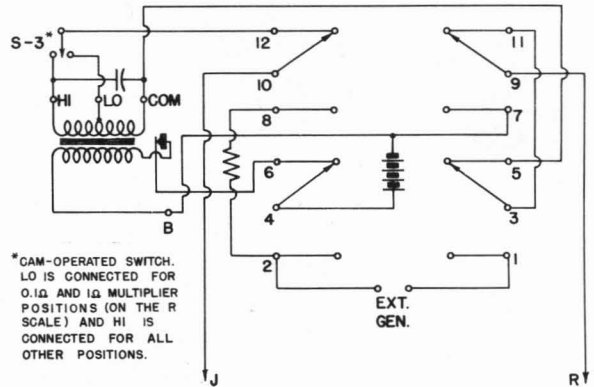 S-3*
12
11
10
9
HI
LO
COM
8
7
6
5
4
3
B
2
1
EXT.
GEN.
*CAM-OPERATED SWITCH.
LO IS CONNECTED FOR
0.1Ω AND 1Ω MULTIPLIER
POSITIONS (ON THE R
SCALE) AND HI IS
CONNECTED FOR ALL
OTHER POSITIONS.
J
R